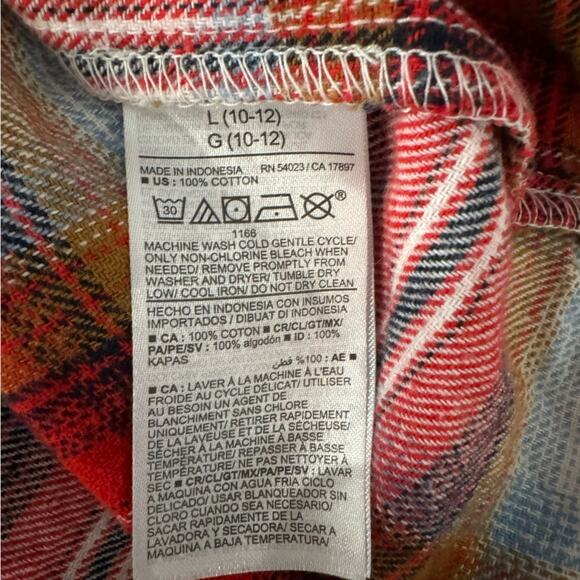 L (10-12)
G (10-12)
MADE IN INDONESIA RN 54023 / CA 17897
■ US : 100% COTTON
30 ®
1166
MACHINE WASH COLD GENTLE CYCLE/
ONLY NON-CHLORINE BLEACH WHEN
NEEDED/ REMOVE PROMPTLY FROM
WASHER AND DRYER/ TUMBLE DRY
LOW/ COOL IRON/ DO NOT DRY CLEAN
HECHO EN INDONESIA CON INSUMOS
IMPORTADOS / DIBUAT DI INDONESIA
■ CA : 100% COTON ■ CR/CL/GT/MX/
PA/PE/SV : 100% algodón ■ ID : 100%
KAPAS
■ AE : 100% قطن
■ CA : LAVER À LA MACHINE À L'EAU
FROIDE AU CYCLE DÉLICAT/ UTILISER
AU BESOIN UN AGENT DE
BLANCHIMENT SANS CHLORE
UNIQUEMENT/ RETIRER RAPIDEMENT
DE LA LAVEUSE ET DE LA SÉCHEUSE/
SÉCHER À LA MACHINE À BASSE
TEMPÉRATURE/ REPASSER À BASSE
TEMPÉRATURE/ NE PAS NETTOYER À
SEC ■ CR/CL/GT/MX/PA/PE/SV : LAVAR
A MAQUINA CON AGUA FRIA CICLO
DELICADO/ USAR BLANQUEADOR SIN
CLORO CUANDO SEA NECESARIO/
SACAR RAPIDAMENTE DE LA
LAVADORA Y SECADORA/ SECAR A
MAQUINA A BAJA TEMPERATURA/